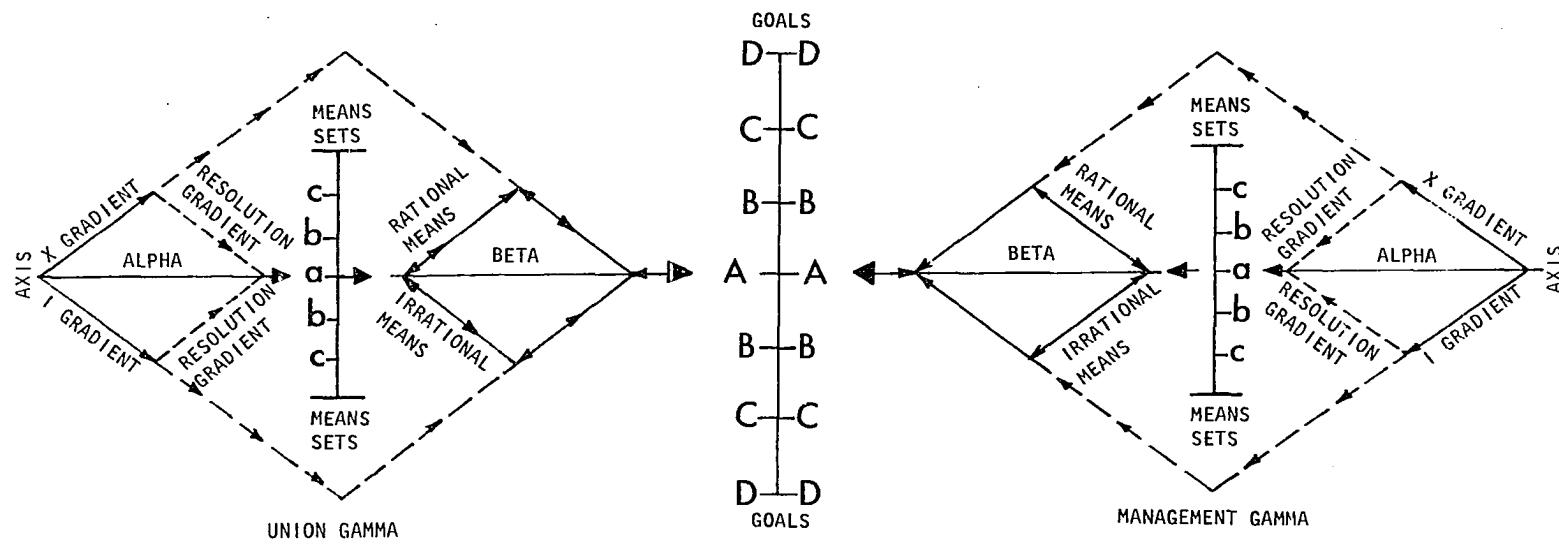 AXIS
X GRADIENT
I GRADIENT
ALPHA
RESOLUTION
GRADIENT
RESOLUTION
GRADIENT
MEANS
SETS
c
b
a
b
c
MEANS
SETS
RATIONAL
MEANS
BETA
IRRATIONAL
MEANS
UNION GAMMA
GOALS
D D
C C
B B
A A
B B
C C
D D
GOALS
RATIONAL
MEANS
BETA
IRRATIONAL
MEANS
MEANS
SETS
c
b
a
b
c
MEANS
SETS
RESOLUTION
GRADIENT
RESOLUTION
GRADIENT
ALPHA
X GRADIENT
I GRADIENT
AXIS
MANAGEMENT GAMMA